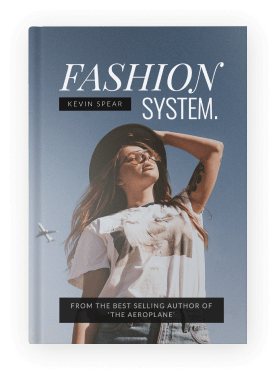 FASHION
KEVIN SPEAR
SYSTEM.
FROM THE BEST SELLING AUTHOR OF
'THE AEROPLANE'